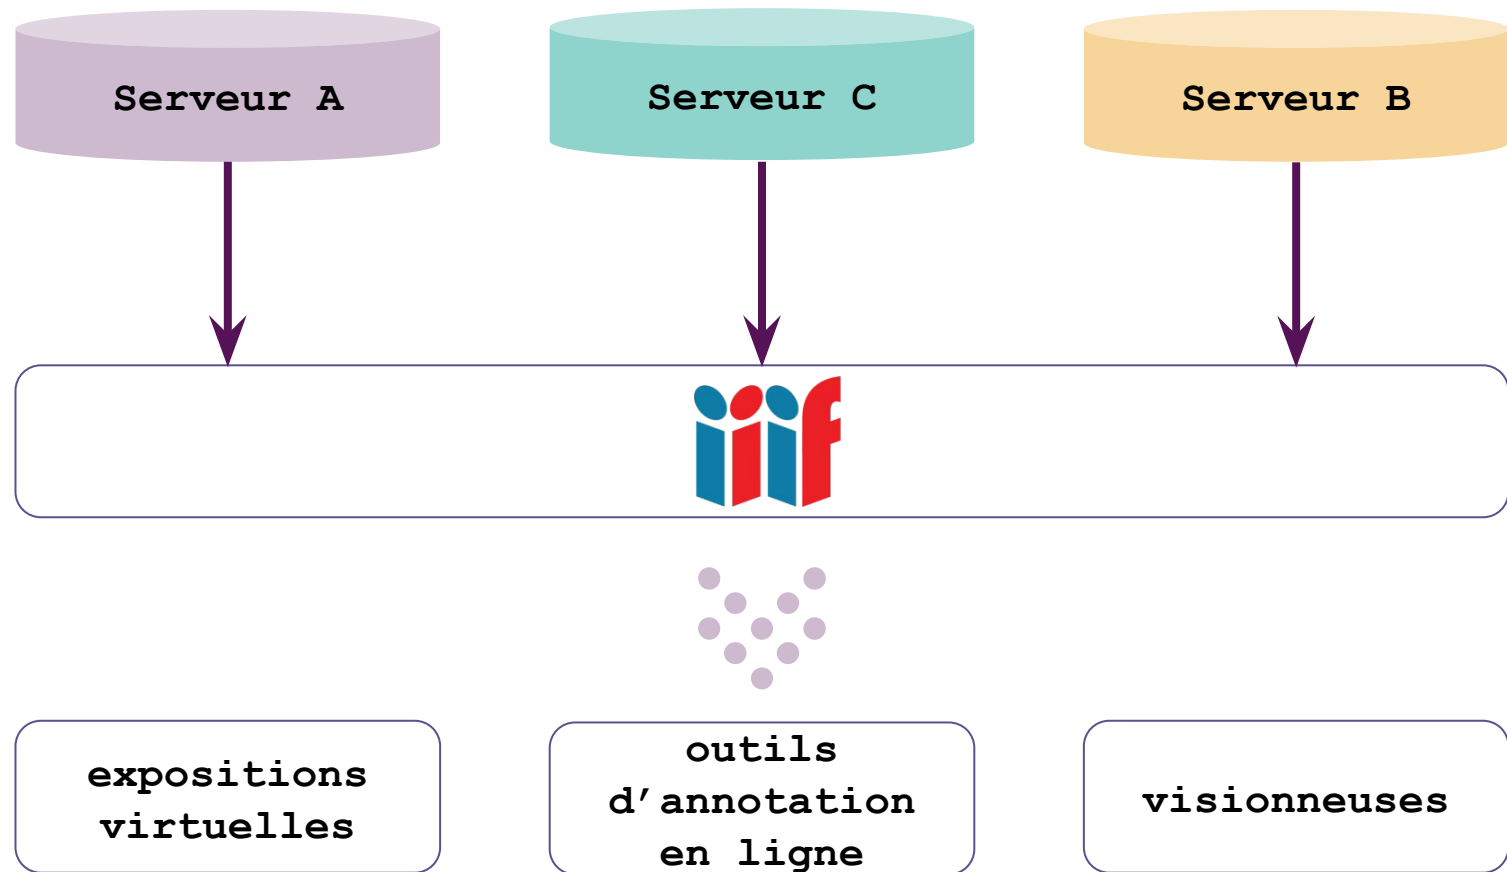 Serveur A
Serveur C
Serveur B
iiif
expositions
virtuelles
outils
d’annotation
en ligne
visionneuses